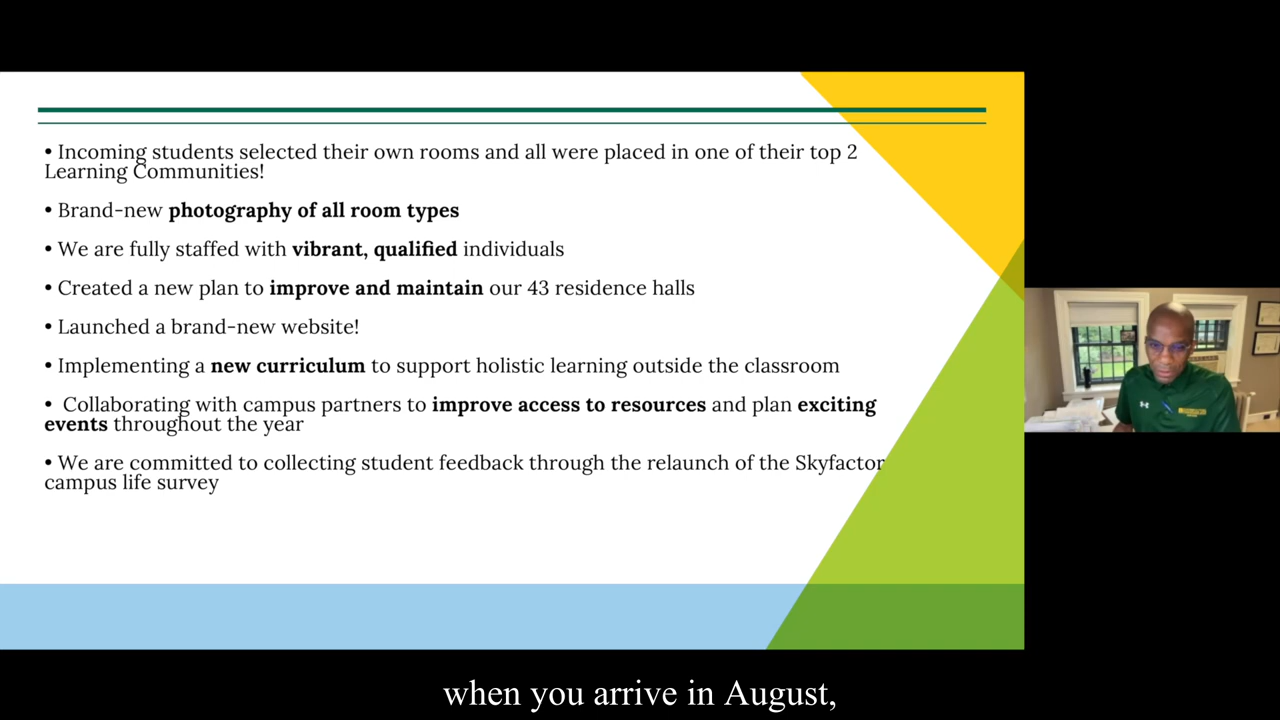 • Incoming students selected their own rooms and all were placed in one of their top 2
Learning Communities!
• Brand-new photography of all room types
• We are fully staffed with vibrant, qualified individuals
• Created a new plan to improve and maintain our 43 residence halls
• Launched a brand-new website!
• Implementing a new curriculum to support holistic learning outside the classroom
• Collaborating with campus partners to improve access to resources and plan exciting
events throughout the year
• We are committed to collecting student feedback through the relaunch of the Skyfactor
campus life survey
when you arrive in August,